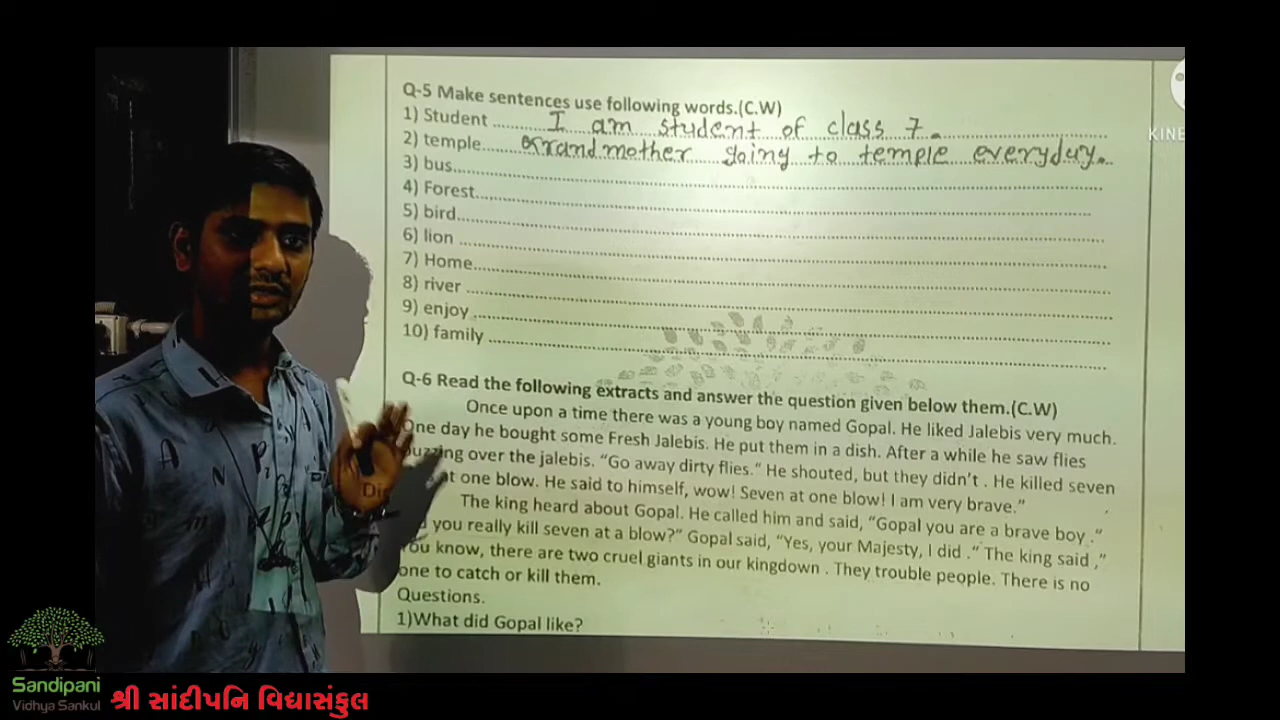 Q-5 Make sentences use following words.(C.W)
1) Student ........ I am student of class 7.
2) temple..... Grandmother going to temple everyday.
3) bus.....
4) Forest.....
5) bird.....
6) lion .....
7) Home.....
8) river .....
9) enjoy .....
10) family .....
KINE
Q-6 Read the following extracts and answer the question given below them.(C.W)
Once upon a time there was a young boy named Gopal. He liked Jalebis very much.
One day he bought some Fresh Jalebis. He put them in a dish. After a while he saw flies
buzzing over the jalebis. “Go away dirty flies.” He shouted, but they didn’t . He killed seven
at one blow. He said to himself, wow! Seven at one blow! I am very brave.”
The king heard about Gopal. He called him and said, “Gopal you are a brave boy .”
you really kill seven at a blow?” Gopal said, “Yes, your Majesty, I did .” The king said ,”
You know, there are two cruel giants in our kingdown . They trouble people. There is no
one to catch or kill them.
Questions.
1)What did Gopal like?
Sandipani
Vidhya Sankul
શ્રી સાંદીપનિ વિદ્યાસંકુલ